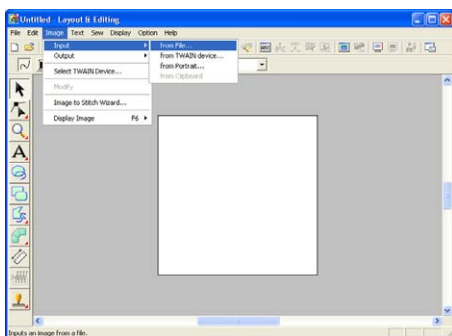 Untitled - Layout & Editing
File Edit Image Text Sew Display Option Help
Input
Output
Select TWAIN Device...
Modify
Image to Stitch Wizard...
Display Image F6
from File...
from TWAIN device...
from Portrait...
from Clipboard
A
Inputs an image from a file.